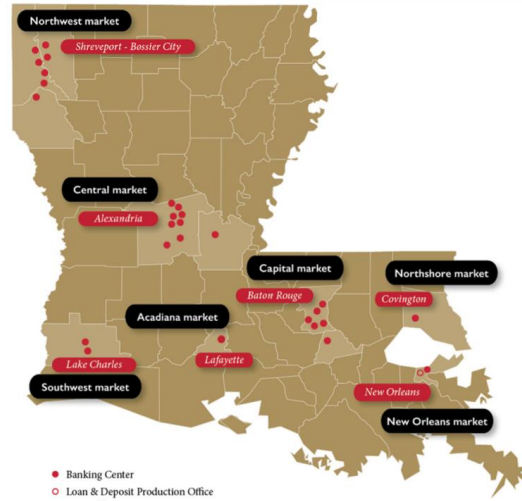 Northwest market
Shreveport - Bossier City
Central market
Alexandria
Capital market
Northshore market
Baton Rouge
Covington
Acadiana market
Lake Charles
Lafayette
Southwest market
New Orleans
New Orleans market
Banking Center
Loan & Deposit Production Office